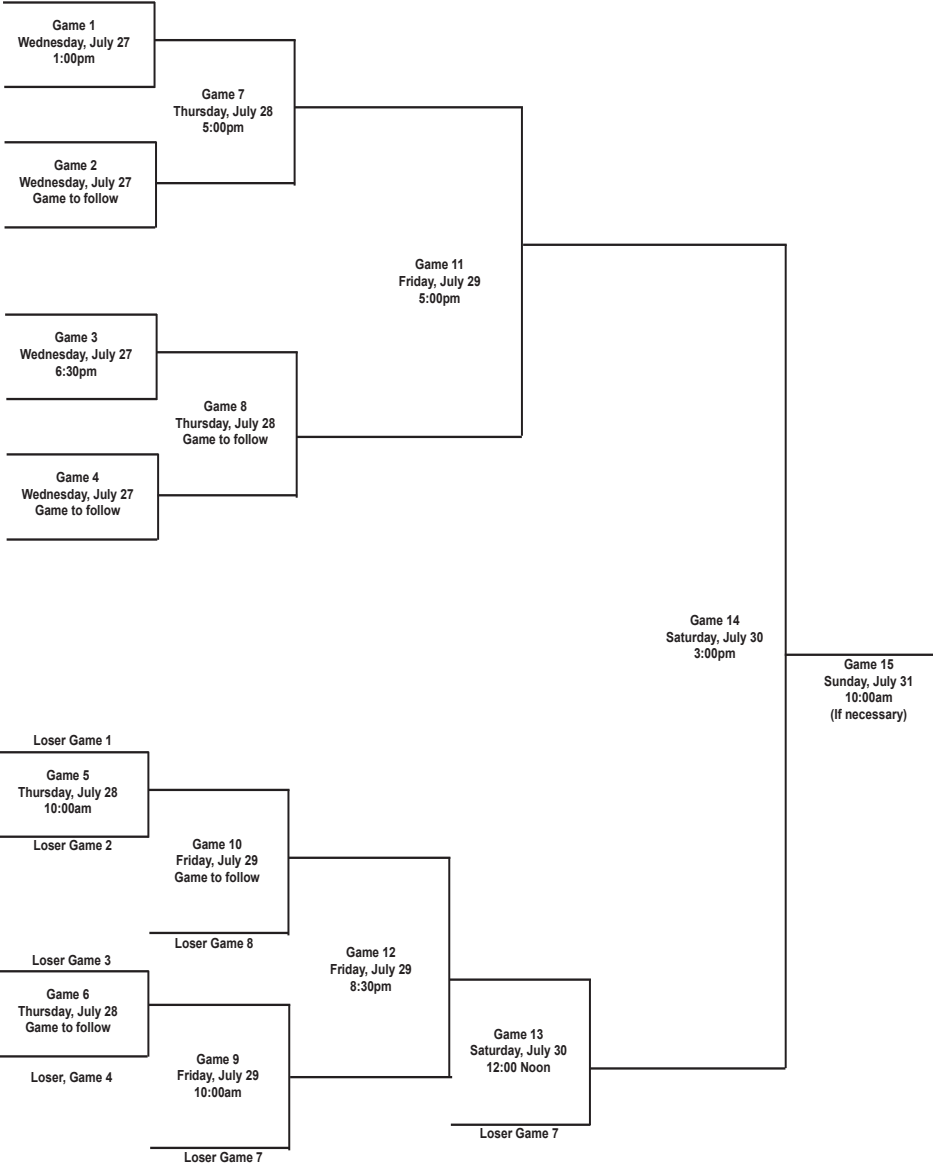 Game 1
Wednesday, July 27
1:00pm
Game 7
Thursday, July 28
5:00pm
Game 2
Wednesday, July 27
Game to follow
Game 11
Friday, July 29
5:00pm
Game 3
Wednesday, July 27
6:30pm
Game 8
Thursday, July 28
Game to follow
Game 4
Wednesday, July 27
Game to follow
Game 14
Saturday, July 30
3:00pm
Game 15
Sunday, July 31
10:00am
(If necessary)
Loser Game 1
Game 5
Thursday, July 28
10:00am
Loser Game 2
Game 10
Friday, July 29
Game to follow
Loser Game 8
Loser Game 3
Game 6
Thursday, July 28
Game to follow
Loser, Game 4
Game 12
Friday, July 29
8:30pm
Game 9
Friday, July 29
10:00am
Loser Game 7
Game 13
Saturday, July 30
12:00 Noon
Loser Game 7